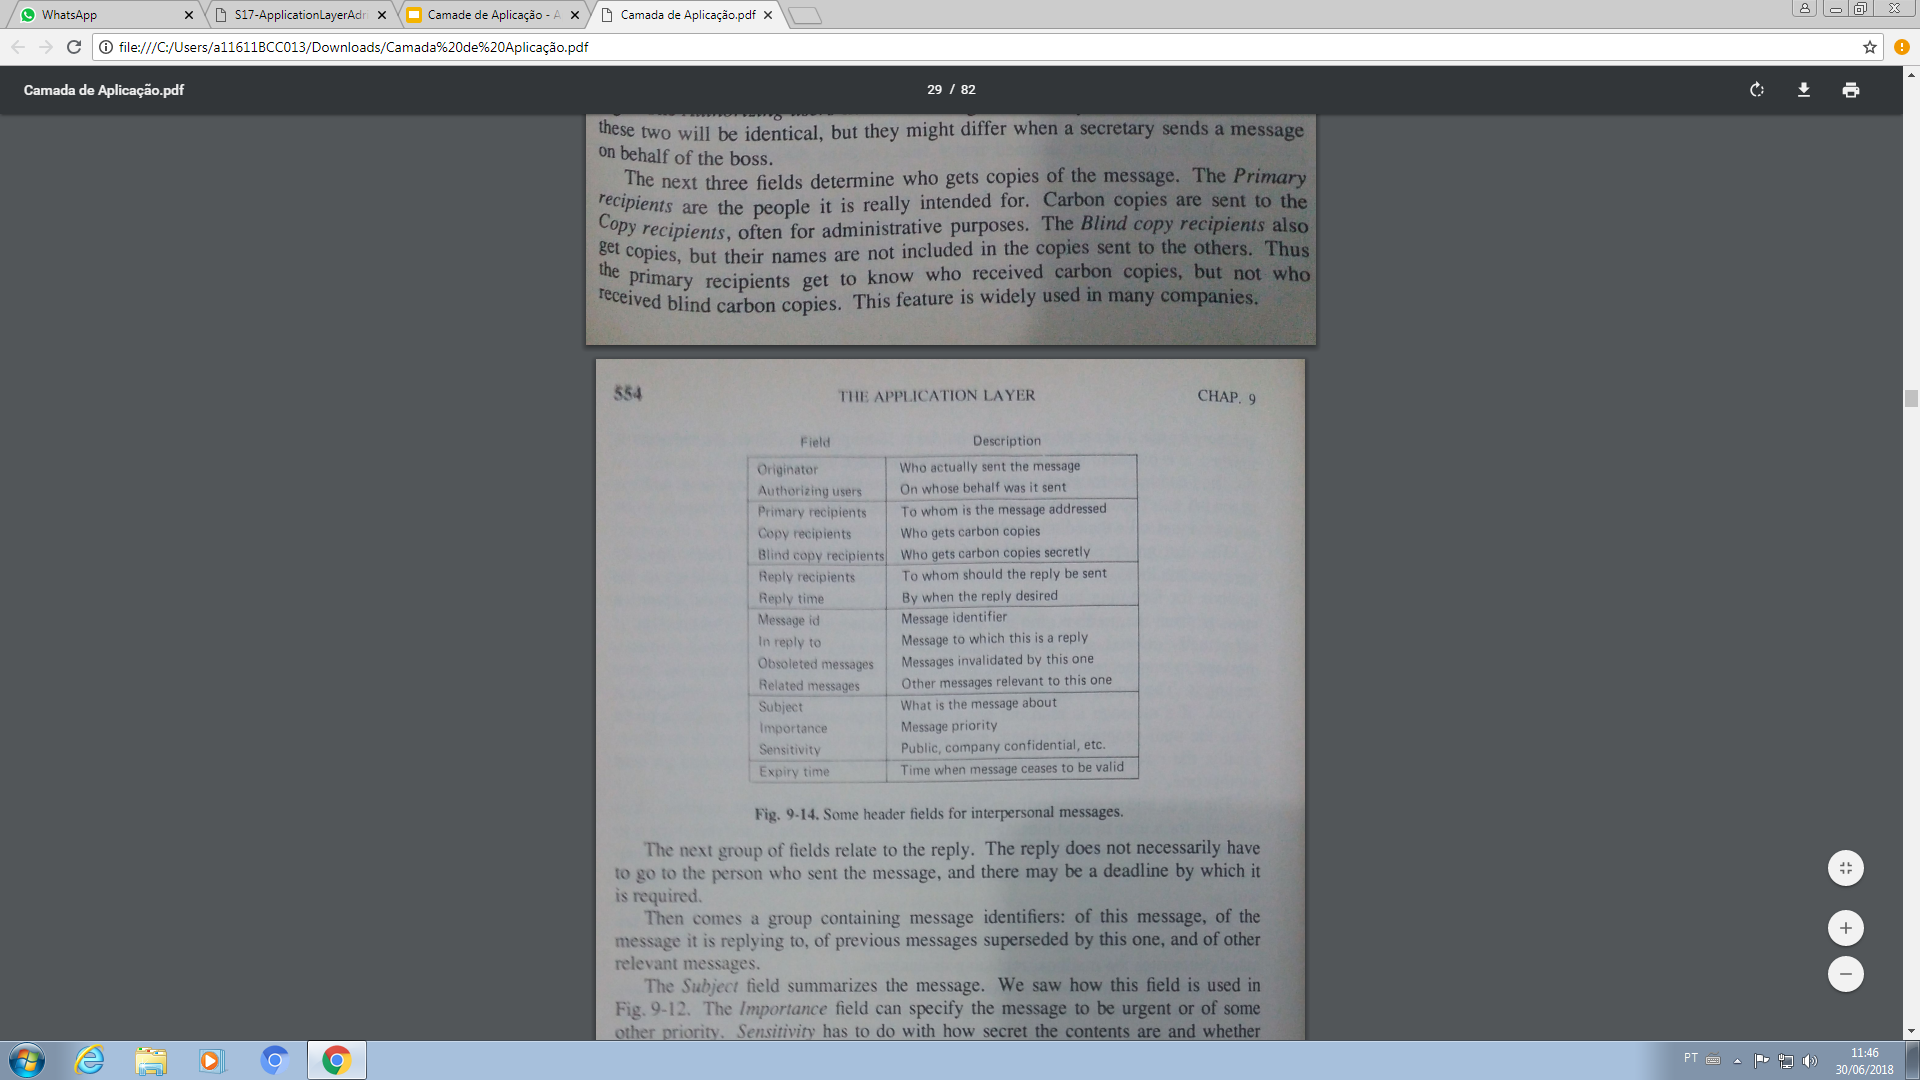 WhatsApp
S17-ApplicationLayerAdr
Camade de Aplicação - A
Camada de Aplicação.pdf
file:///C:/Users/a11611BCC013/Downloads/Camada%20de%20Aplicação.pdf
Camada de Aplicação.pdf
29 / 82
these two will be identical, but they might differ when a secretary sends a message
on behalf of the boss.
The next three fields determine who gets copies of the message. The Primary
recipients are the people it is really intended for. Carbon copies are sent to the
Copy recipients, often for administrative purposes. The Blind copy recipients also
get copies, but their names are not included in the copies sent to the others. Thus
the primary recipients get to know who received carbon copies, but not who
received blind carbon copies. This feature is widely used in many companies.
554 THE APPLICATION LAYER CHAP. 9
Field Description
Originator Who actually sent the message
Authorizing users On whose behalf was it sent
Primary recipients To whom is the message addressed
Copy recipients Who gets carbon copies
Blind copy recipients Who gets carbon copies secretly
Reply recipients To whom should the reply be sent
Reply time By when the reply desired
Message id Message identifier
In reply to Message to which this is a reply
Obsoleted messages Messages invalidated by this one
Related messages Other messages relevant to this one
Subject What is the message about
Importance Message priority
Sensitivity Public, company confidential, etc.
Expiry time Time when message ceases to be valid
Fig. 9-14. Some header fields for interpersonal messages.
The next group of fields relate to the reply. The reply does not necessarily have
to go to the person who sent the message, and there may be a deadline by which it
is required.
Then comes a group containing message identifiers: of this message, of the
message it is replying to, of previous messages superseded by this one, and of other
relevant messages.
The Subject field summarizes the message. We saw how this field is used in
Fig. 9-12. The Importance field can specify the message to be urgent or of some
other priority. Sensitivity has to do with how secret the contents are and whether
PT
11:46
30/06/2018